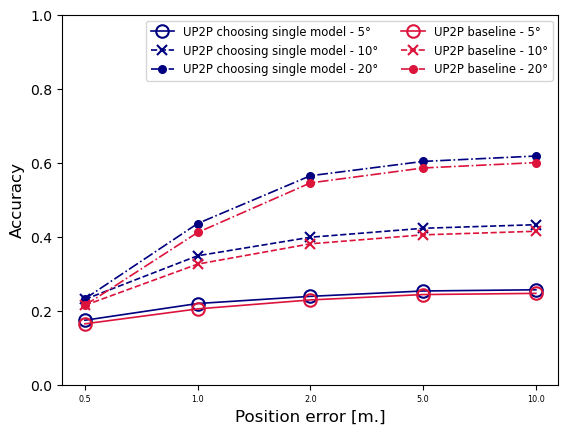 1.0
0.8
0.6
0.4
0.2
0.0
Accuracy
UP2P choosing single model - 5°
UP2P choosing single model - 10°
UP2P choosing single model - 20°
UP2P baseline - 5°
UP2P baseline - 10°
UP2P baseline - 20°
0.5 1.0 2.0 5.0 10.0
Position error [m.]